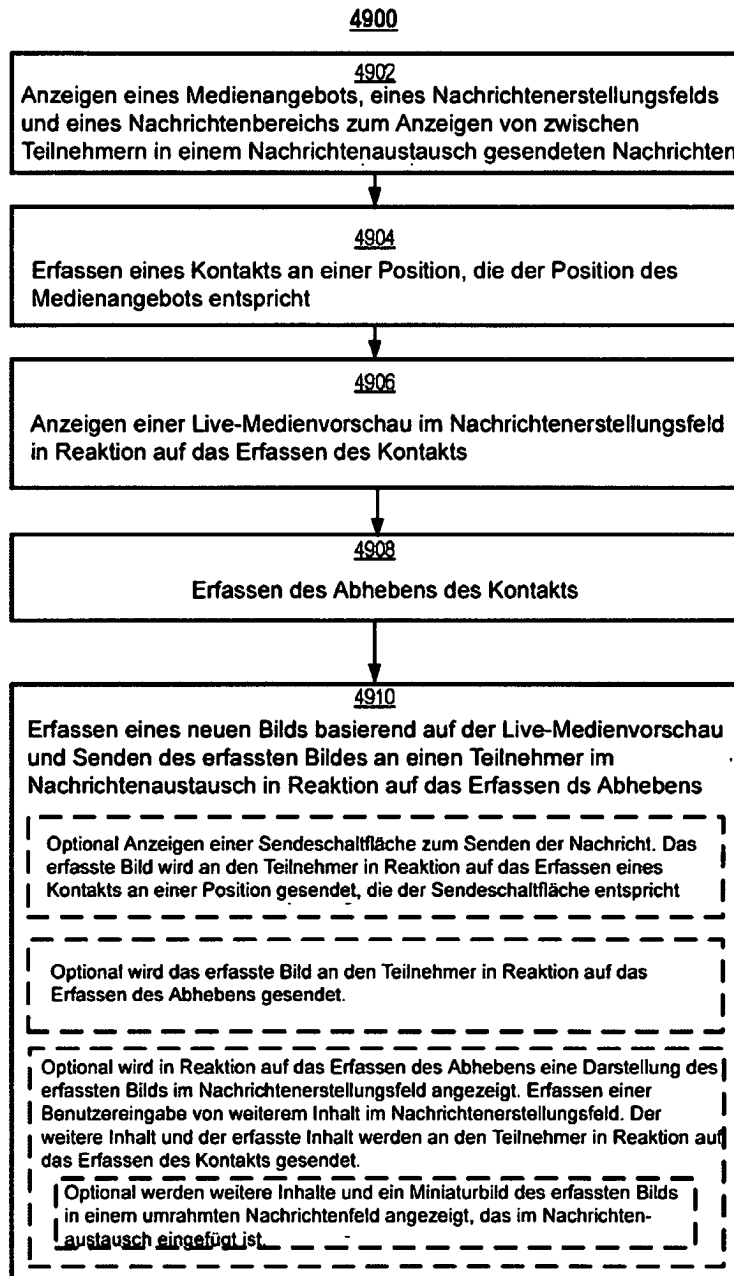 4900
4902
Anzeigen eines Medienangebots, eines Nachrichtenerstellungsfelds
und eines Nachrichtenbereichs zum Anzeigen von zwischen
Teilnehmern in einem Nachrichtenaustausch gesendeten Nachrichten
4904
Erfassen eines Kontakts an einer Position, die der Position des
Medienangebots entspricht
4906
Anzeigen einer Live-Medienvorschau im Nachrichtenerstellungsfeld
in Reaktion auf das Erfassen des Kontakts
4908
Erfassen des Abhebens des Kontakts
4910
Erfassen eines neuen Bilds basierend auf der Live-Medienvorschau
und Senden des erfassten Bildes an einen Teilnehmer im
Nachrichtenaustausch in Reaktion auf das Erfassen ds Abhebens
Optional Anzeigen einer Sendeschaltfläche zum Senden der Nachricht. Das
erfasste Bild wird an den Teilnehmer in Reaktion auf das Erfassen eines
Kontakts an einer Position gesendet, die der Sendeschaltfläche entspricht
Optional wird das erfasste Bild an den Teilnehmer in Reaktion auf das
Erfassen des Abhebens gesendet.
Optional wird in Reaktion auf das Erfassen des Abhebens eine Darstellung des
erfassten Bilds im Nachrichtenerstellungsfeld angezeigt. Erfassen einer
Benutzereingabe von weiterem Inhalt im Nachrichtenerstellungsfeld. Der
weitere Inhalt und der erfasste Inhalt werden an den Teilnehmer in Reaktion auf
das Erfassen des Kontakts gesendet.
Optional werden weitere Inhalte und ein Miniaturbild des erfassten Bilds
in einem umrahmten Nachrichtenfeld angezeigt, das im Nachrichten-
austausch eingefügt ist.